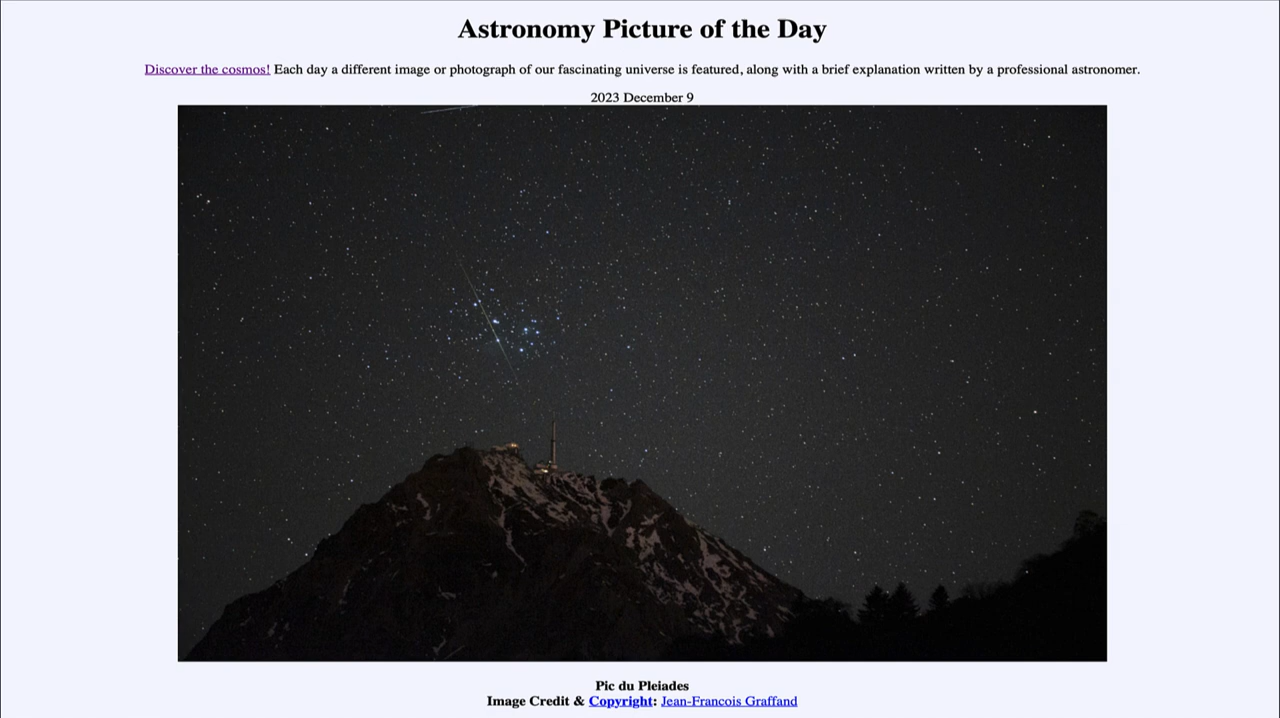 Astronomy Picture of the Day
Discover the cosmos! Each day a different image or photograph of our fascinating universe is featured, along with a brief explanation written by a professional astronomer.
2023 December 9
Pic du Pleiades
Image Credit & Copyright: Jean-Francois Graffand